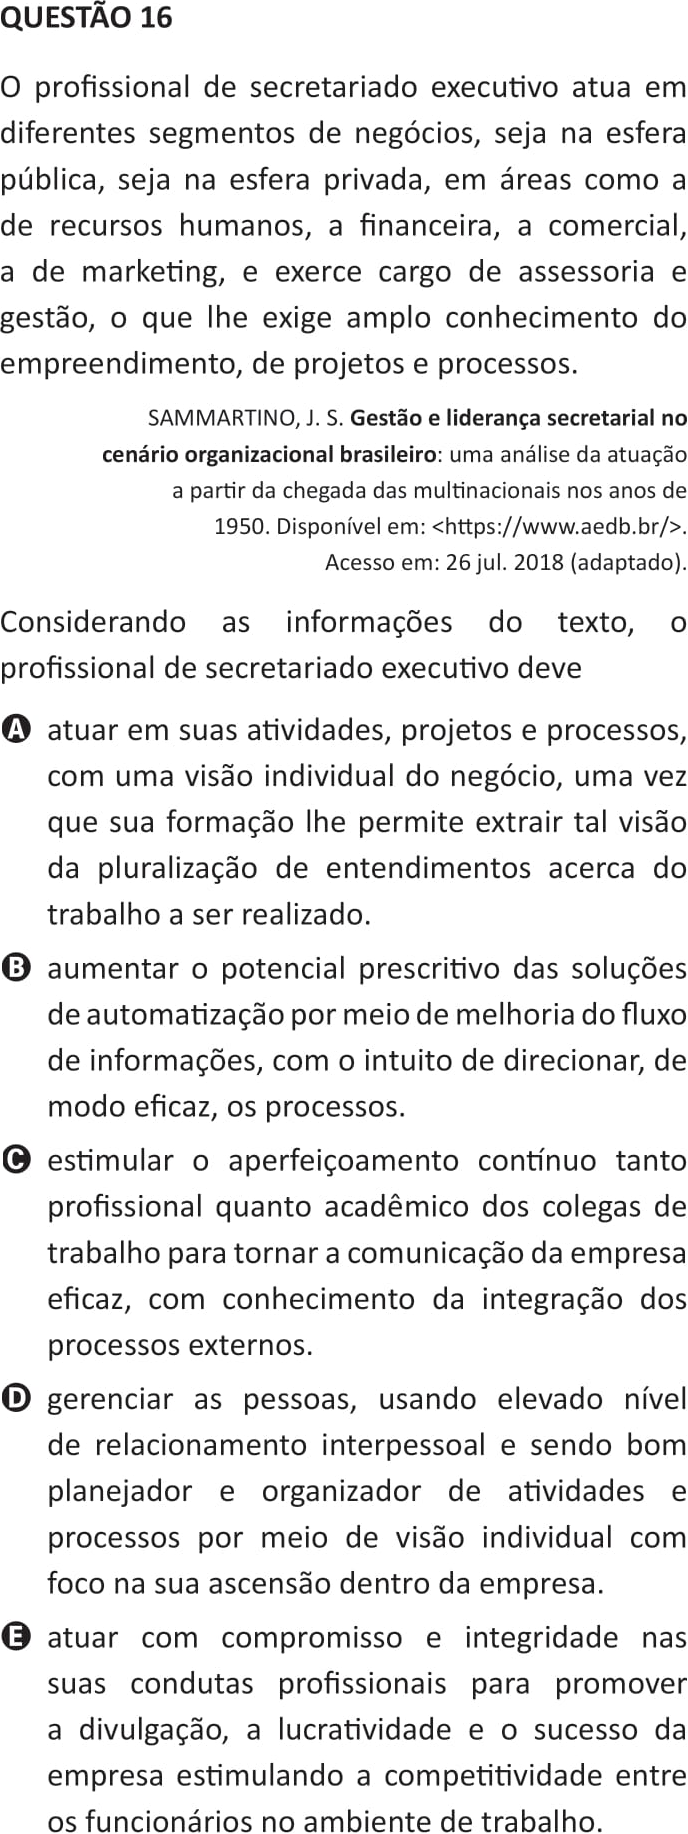 QUESTÃO 16
O profissional de secretariado executivo atua em
diferentes segmentos de negócios, seja na esfera
pública, seja na esfera privada, em áreas como a
de recursos humanos, a financeira, a comercial,
a de marketing, e exerce cargo de assessoria e
gestão, o que lhe exige amplo conhecimento do
empreendimento, de projetos e processos.
SAMMARTINO, J. S. Gestão e liderança secretarial no
cenário organizacional brasileiro: uma análise da atuação
a partir da chegada das multinacionais nos anos de
1950. Disponível em: <https://www.aedb.br/>.
Acesso em: 26 jul. 2018 (adaptado).
Considerando as informações do texto, o
profissional de secretariado executivo deve
A atuar em suas atividades, projetos e processos,
com uma visão individual do negócio, uma vez
que sua formação lhe permite extrair tal visão
da pluralização de entendimentos acerca do
trabalho a ser realizado.
B aumentar o potencial prescritivo das soluções
de automatização por meio de melhoria do fluxo
de informações, com o intuito de direcionar, de
modo eficaz, os processos.
C estimular o aperfeiçoamento contínuo tanto
profissional quanto acadêmico dos colegas de
trabalho para tornar a comunicação da empresa
eficaz, com conhecimento da integração dos
processos externos.
D gerenciar as pessoas, usando elevado nível
de relacionamento interpessoal e sendo bom
planejador e organizador de atividades e
processos por meio de visão individual com
foco na sua ascensão dentro da empresa.
E atuar com compromisso e integridade nas
suas condutas profissionais para promover
a divulgação, a lucratividade e o sucesso da
empresa estimulando a competitividade entre
os funcionários no ambiente de trabalho.